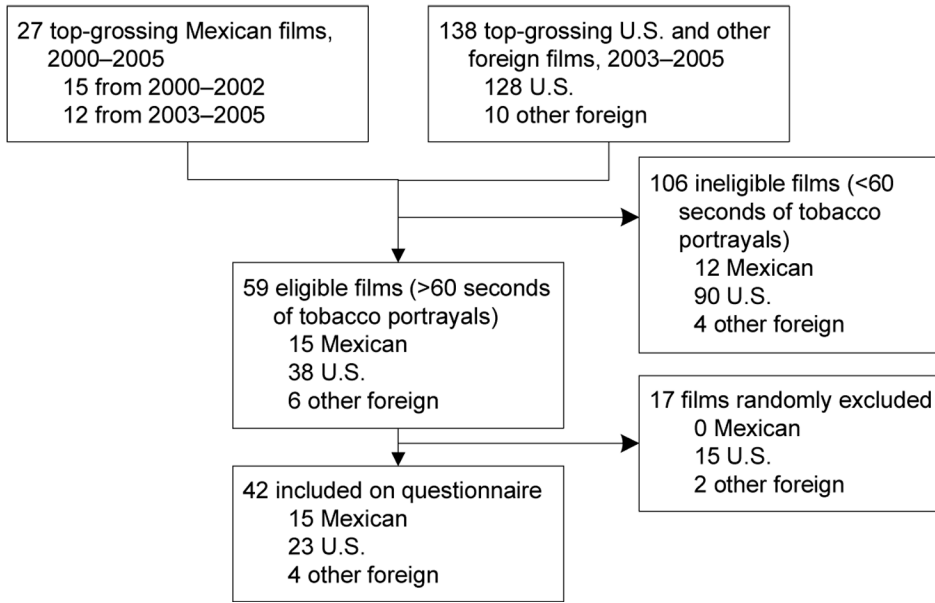 27 top-grossing Mexican films,
2000–2005
15 from 2000–2002
12 from 2003–2005
138 top-grossing U.S. and other
foreign films, 2003–2005
128 U.S.
10 other foreign
106 ineligible films (<60
seconds of tobacco
portrayals)
12 Mexican
90 U.S.
4 other foreign
59 eligible films (>60 seconds
of tobacco portrayals)
15 Mexican
38 U.S.
6 other foreign
17 films randomly excluded
0 Mexican
15 U.S.
2 other foreign
42 included on questionnaire
15 Mexican
23 U.S.
4 other foreign